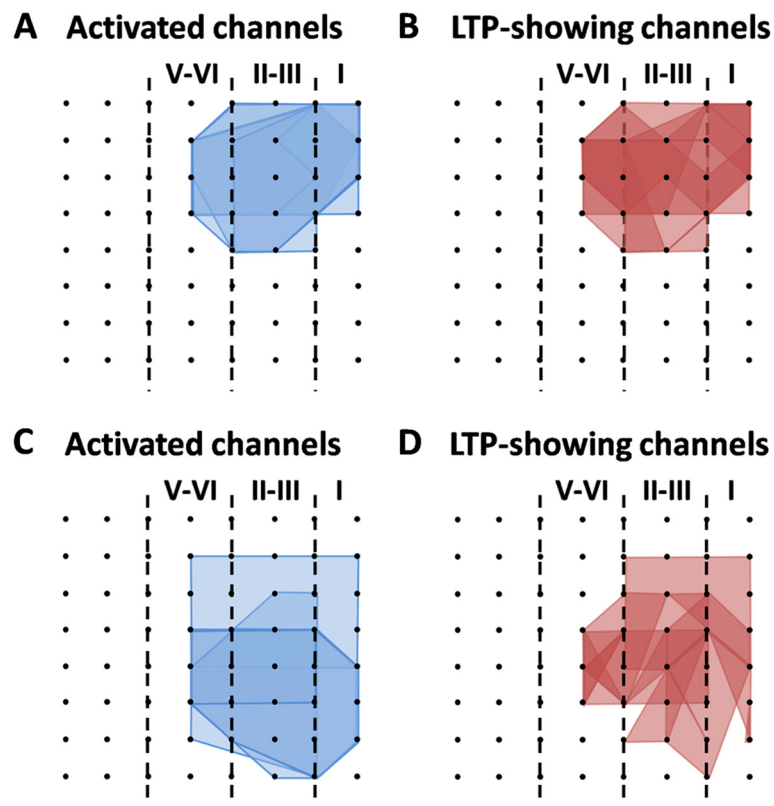 A Activated channels
B LTP-showing channels
V-VI II-III I
V-VI II-III I
C Activated channels
D LTP-showing channels
V-VI II-III I
V-VI II-III I